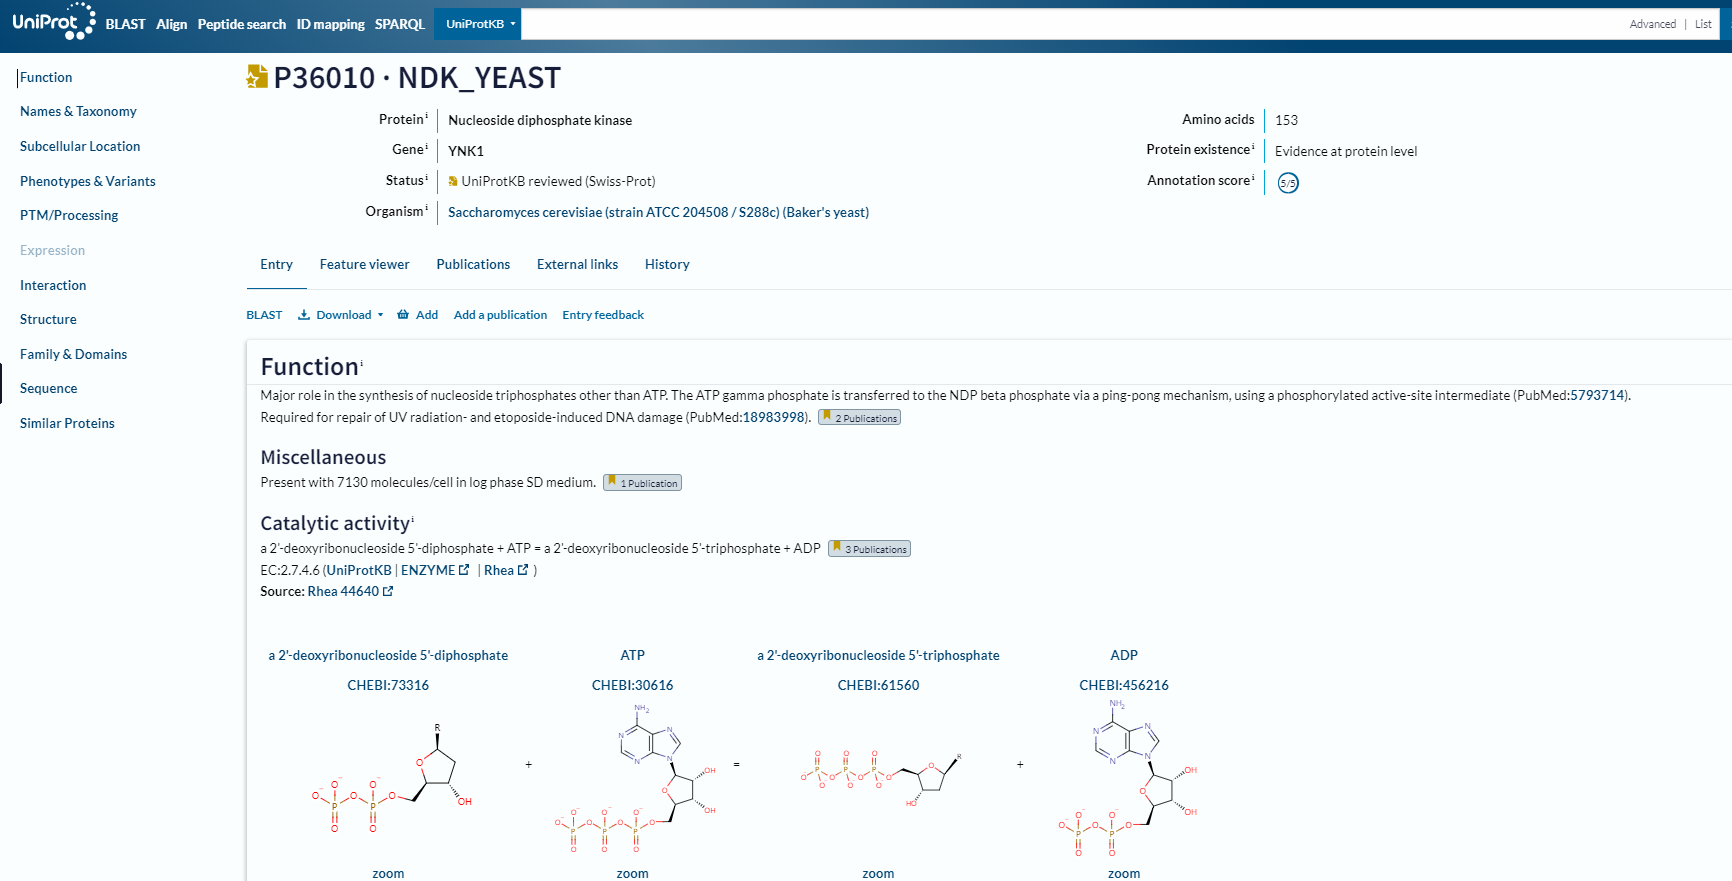 UniProt BLAST Align Peptide search ID mapping SPARQL UniProtKB Advanced | List
Function
Names & Taxonomy
Subcellular Location
Phenotypes & Variants
PTM/Processing
Expression
Interaction
Structure
Family & Domains
Sequence
Similar Proteins
P36010 · NDK_YEAST
Protein i Nucleoside diphosphate kinase
Gene i YNK1
Status i UniProtKB reviewed (Swiss-Prot)
Organism i Saccharomyces cerevisiae (strain ATCC 204508 / S288c) (Baker's yeast)
Amino acids 153
Protein existence i Evidence at protein level
Annotation score i 5/5
Entry Feature viewer Publications External links History
BLAST Download Add Add a publication Entry feedback
Function i
Major role in the synthesis of nucleoside triphosphates other than ATP. The ATP gamma phosphate is transferred to the NDP beta phosphate via a ping-pong mechanism, using a phosphorylated active-site intermediate (PubMed:5793714).
Required for repair of UV radiation- and etoposide-induced DNA damage (PubMed:18983998). 2 Publications
Miscellaneous
Present with 7130 molecules/cell in log phase SD medium. 1 Publication
Catalytic activity i
a 2'-deoxyribonucleoside 5'-diphosphate + ATP = a 2'-deoxyribonucleoside 5'-triphosphate + ADP 3 Publications
EC:2.7.4.6 (UniProtKB | ENZYME | Rhea )
Source: Rhea 44640
a 2'-deoxyribonucleoside 5'-diphosphate ATP a 2'-deoxyribonucleoside 5'-triphosphate ADP
CHEBI:73316 CHEBI:30616 CHEBI:61560 CHEBI:456216
+ = +
zoom zoom zoom zoom